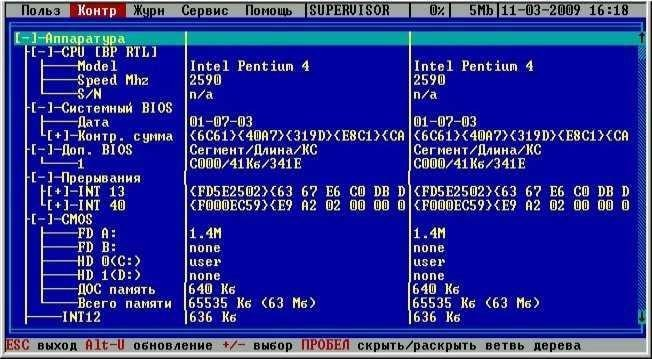 Польз Контр Журн Сервис Помощь SUPERVISOR 0% 5Mb 11-03-2009 16:18
[-]-Аппаратура
[-]-CPU [BP RTL]
Model Intel Pentium 4 Intel Pentium 4
Speed Mhz 2590 2590
S/N n/a n/a
[-]-Системный BIOS
Дата 01-07-03 01-07-03
[+]-Контр. сумма {6C61}{40A7}{319D}{E8C1}{CA {6C61}{40A7}{319D}{E8C1}{CA
[-]-Доп. BIOS Сегмент/Длина/КС Сегмент/Длина/КС
1 C000/41Кб/341E C000/41Кб/341E
[-]-Прерывания
[+]-INT 13 {FD5E2502}{63 67 E6 C0 DB D {FD5E2502}{63 67 E6 C0 DB D
[+]-INT 40 {F000EC59}{E9 A2 02 00 00 0 {F000EC59}{E9 A2 02 00 00 0
[-]-CMOS
FD A: 1.4M 1.4M
FD B: none none
HD 0(C:) user user
HD 1(D:) none none
ДОС память 640 Кб 640 Кб
Всего памяти 65535 Кб (63 Мб) 65535 Кб (63 Мб)
INT12 636 Кб 636 Кб
ESC выход Alt-U обновление +/- выбор ПРОБЕЛ скрыть/раскрыть ветвь дерева